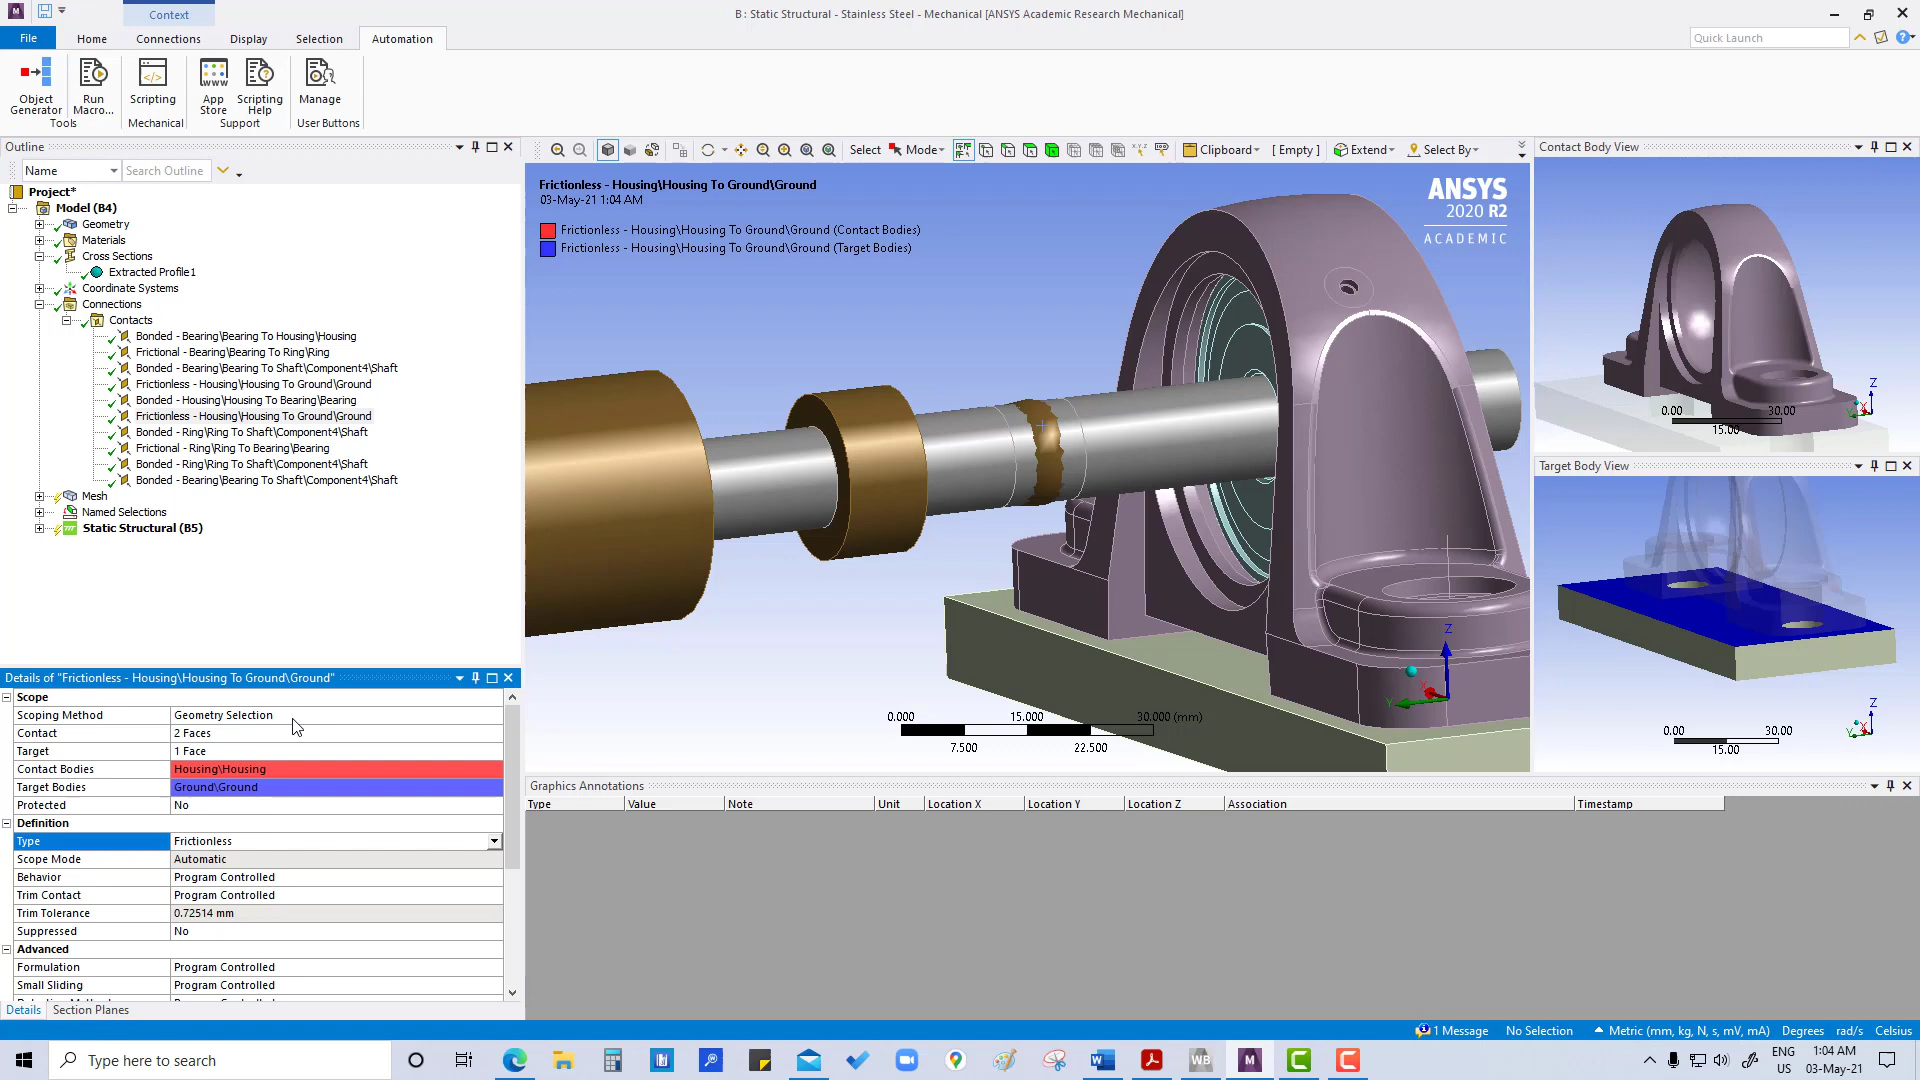 Context
B : Static Structural - Stainless Steel - Mechanical [ANSYS Academic Research Mechanical]
File Home Connections Display Selection Automation
Quick Launch
Object Generator
Run Macro...
Scripting
App Store
Scripting Help
Manage
Tools Mechanical Support User Buttons
Outline
Name Search Outline
Project*
Model (B4)
Geometry
Materials
Cross Sections
Extracted Profile1
Coordinate Systems
Connections
Contacts
Bonded - Bearing\Bearing To Housing\Housing
Frictional - Bearing\Bearing To Ring\Ring
Bonded - Bearing\Bearing To Shaft\Component4\Shaft
Frictionless - Housing\Housing To Ground\Ground
Bonded - Housing\Housing To Bearing\Bearing
Frictionless - Housing\Housing To Ground\Ground
Bonded - Ring\Ring To Shaft\Component4\Shaft
Frictional - Ring\Ring To Bearing\Bearing
Bonded - Ring\Ring To Shaft\Component4\Shaft
Bonded - Bearing\Bearing To Shaft\Component4\Shaft
Mesh
Named Selections
Static Structural (B5)
Details of "Frictionless - Housing\Housing To Ground\Ground"
Scope
Scoping Method Geometry Selection
Contact 2 Faces
Target 1 Face
Contact Bodies Housing\Housing
Target Bodies Ground\Ground
Protected No
Definition
Type Frictionless
Scope Mode Automatic
Behavior Program Controlled
Trim Contact Program Controlled
Trim Tolerance 0.72514 mm
Suppressed No
Advanced
Formulation Program Controlled
Small Sliding Program Controlled
Details Section Planes
Select Mode Clipboard [ Empty ] Extend Select By
Frictionless - Housing\Housing To Ground\Ground
03-May-21 1:04 AM
Frictionless - Housing\Housing To Ground\Ground (Contact Bodies)
Frictionless - Housing\Housing To Ground\Ground (Target Bodies)
ANSYS
2020 R2
ACADEMIC
Z
Y
X
0.000 15.000 30.000 (mm)
7.500 22.500
Contact Body View
Z
0.00 30.00
15.00
Target Body View
Z
0.00 30.00
15.00
Graphics Annotations
Type Value Note Unit Location X Location Y Location Z Association Timestamp
1 Message No Selection Metric (mm, kg, N, s, mV, mA) Degrees rad/s Celsius
Type here to search
ENG
US
1:04 AM
03-May-21